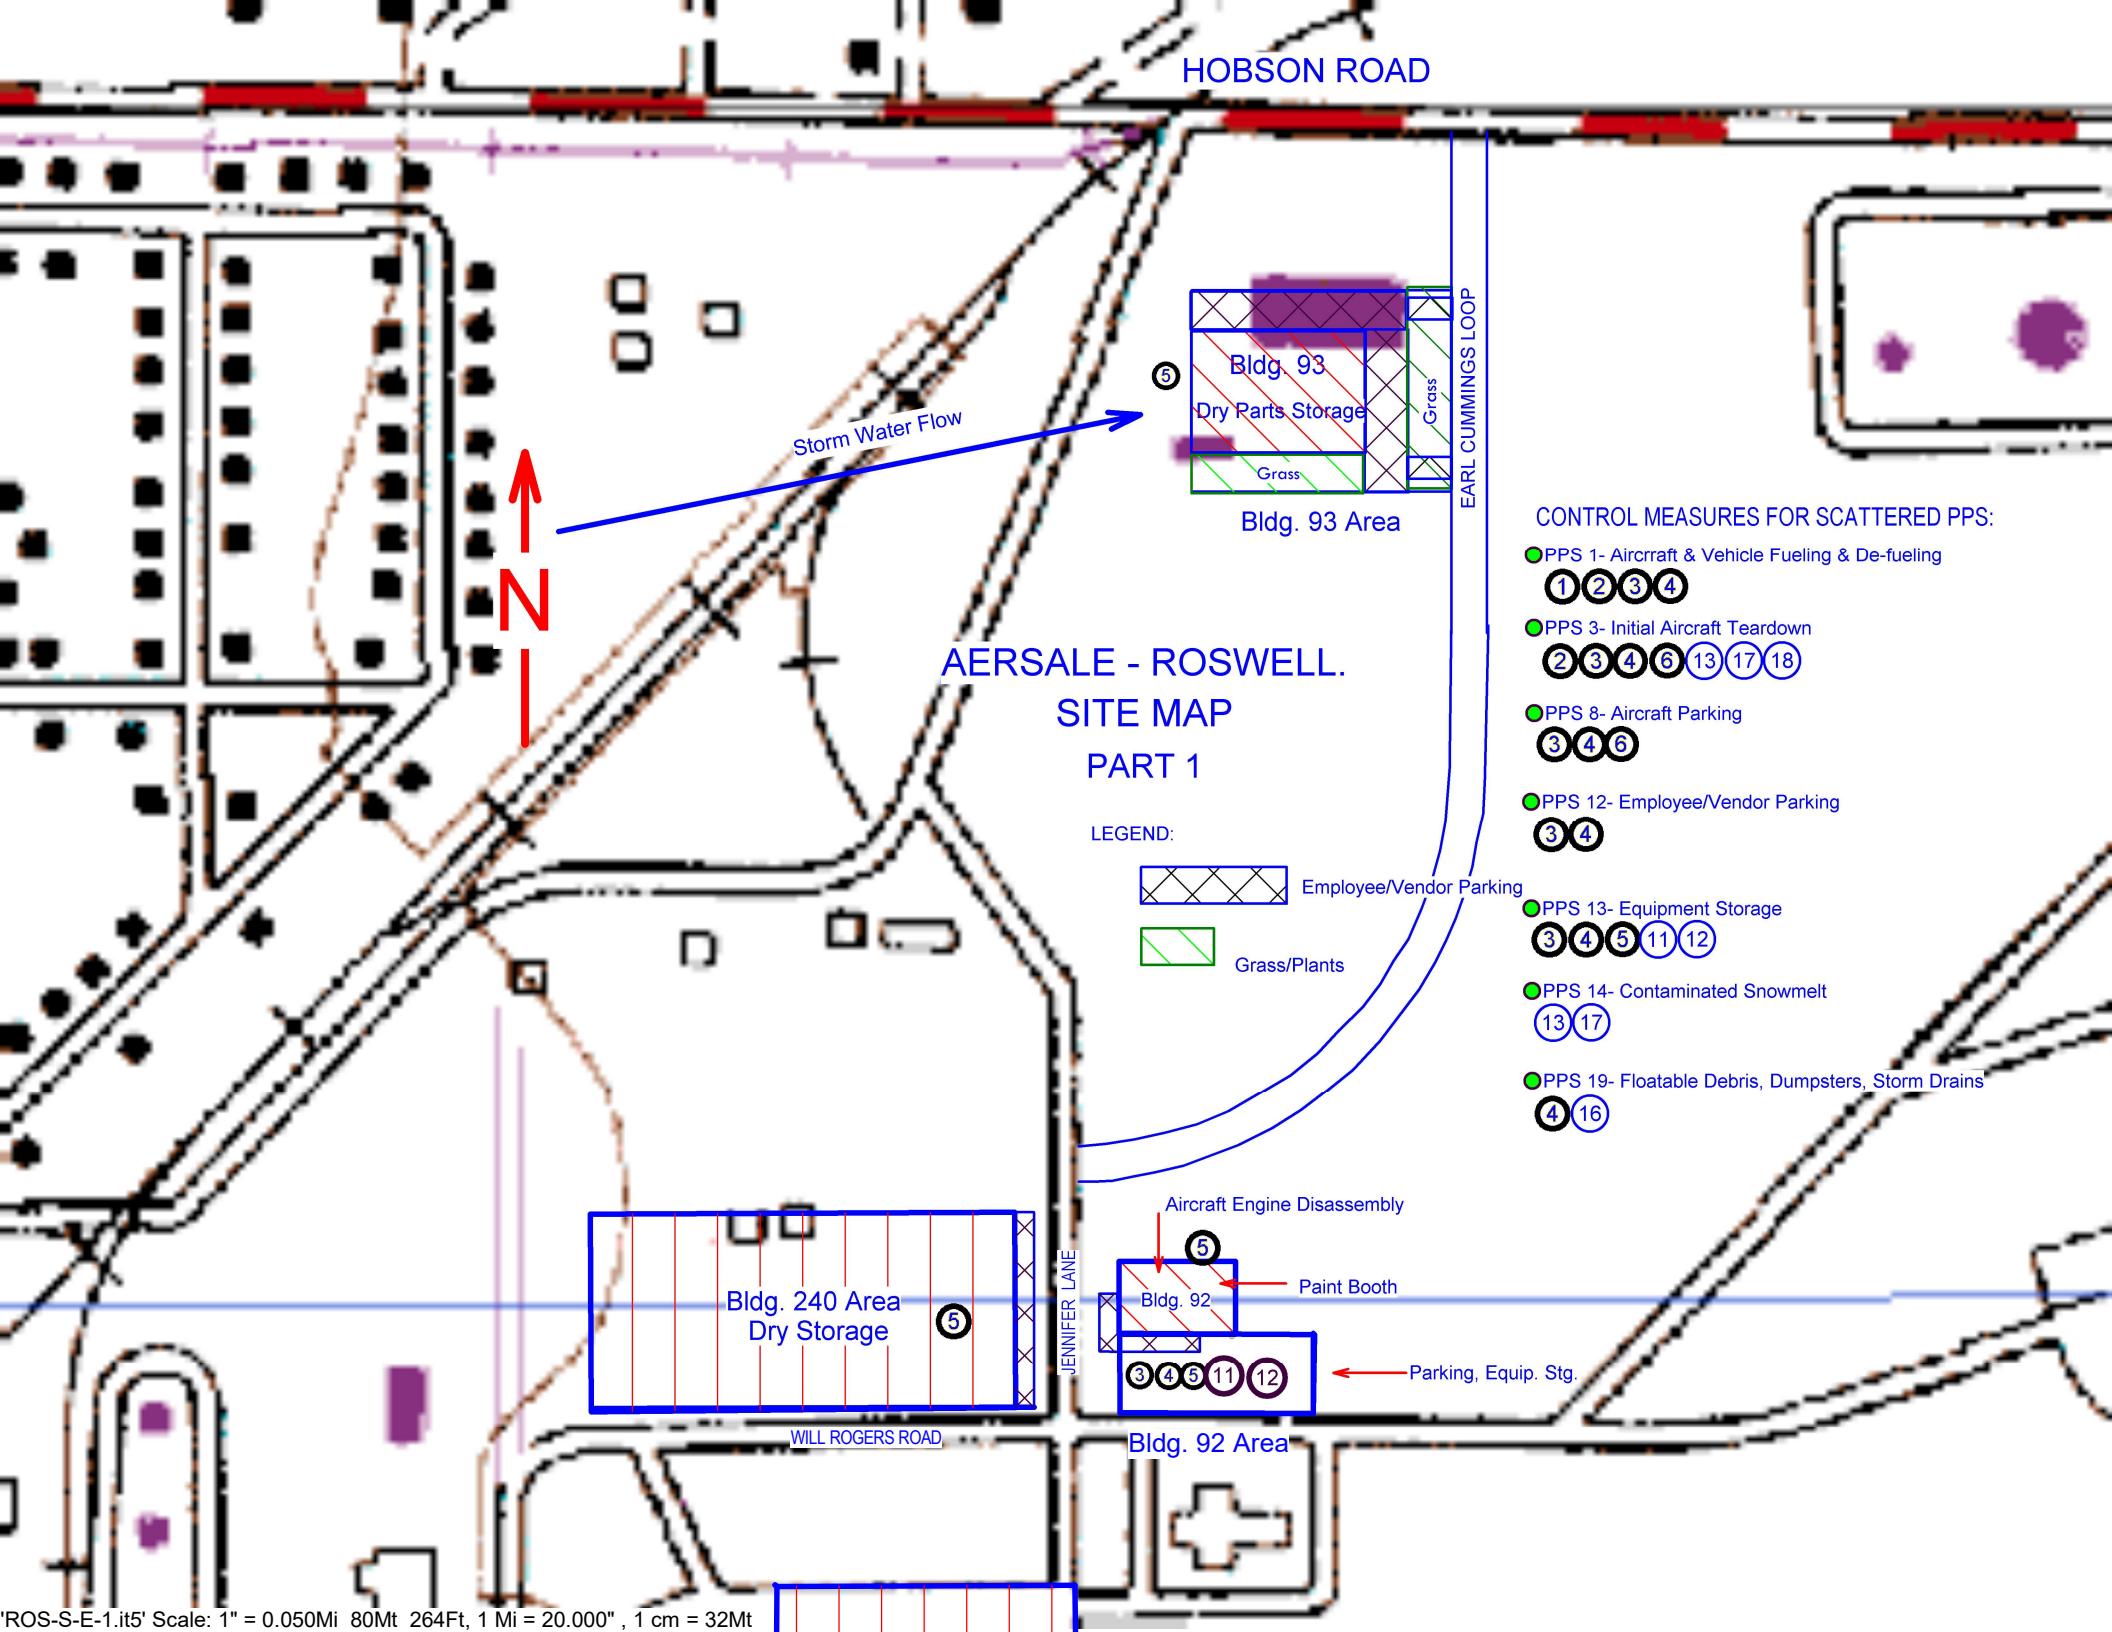 HOBSON ROAD
EARL CUMMINGS LOOP
Bldg. 93
5
Dry Parts Storage
Grass
Grass
Storm Water Flow
Bldg. 93 Area
N
AERSALE - ROSWELL.
SITE MAP
PART 1
LEGEND:
Employee/Vendor Parking
Grass/Plants
CONTROL MEASURES FOR SCATTERED PPS:
PPS 1- Aircrraft & Vehicle Fueling & De-fueling
1 2 3 4
PPS 3- Initial Aircraft Teardown
2 3 4 6 13 17 18
PPS 8- Aircraft Parking
3 4 6
PPS 12- Employee/Vendor Parking
3 4
PPS 13- Equipment Storage
3 4 5 11 12
PPS 14- Contaminated Snowmelt
13 17
PPS 19- Floatable Debris, Dumpsters, Storm Drains
4 16
Aircraft Engine Disassembly
5
Paint Booth
Bldg. 92
Bldg. 240 Area
Dry Storage
5
JENNIFER LANE
3 4 5 11 12
Parking, Equip. Stg.
WILL ROGERS ROAD
Bldg. 92 Area
'ROS-S-E-1.it5' Scale: 1" = 0.050Mi 80Mt 264Ft, 1 Mi = 20.000" , 1 cm = 32Mt